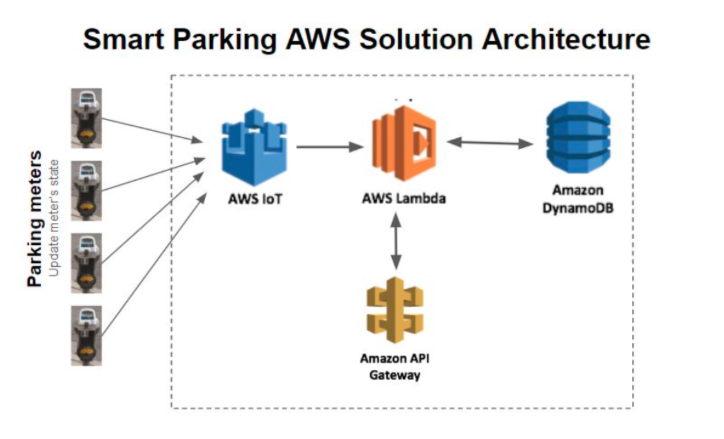 Smart Parking AWS Solution Architecture
Parking meters
Update meter's state
AWS IoT
AWS Lambda
Amazon
DynamoDB
Amazon API
Gateway